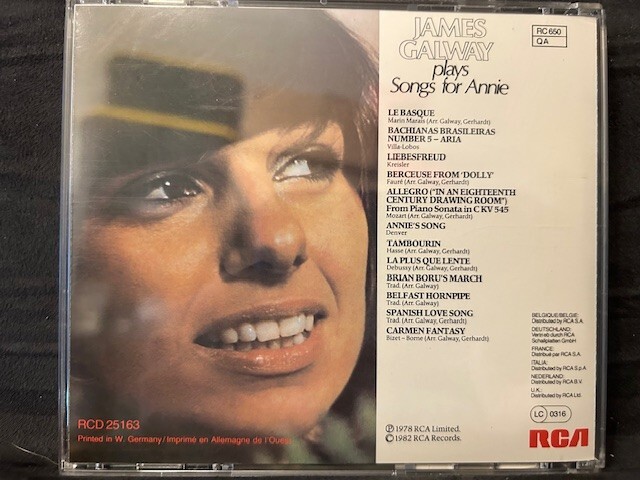 JAMES
GALWAY
plays
Songs for Annie
RC 650
QA
LE BASQUE
Marin Marais (Arr. Galway, Gerhardt)
BACHIANAS BRASILEIRAS
NUMBER 5 – ARIA
Villa-Lobos
LIEBESFREUD
Kreisler
BERCEUSE FROM 'DOLLY'
Fauré (Arr. Galway, Gerhardt)
ALLEGRO ("IN AN EIGHTEENTH
CENTURY DRAWING ROOM")
From Piano Sonata in C KV 545
Mozart (Arr. Galway, Gerhardt)
ANNIE'S SONG
Denver
TAMBOURIN
Hasse (Arr. Galway, Gerhardt)
LA PLUS QUE LENTE
Debussy (Arr. Galway, Gerhardt)
BRIAN BORU'S MARCH
Trad. (Arr. Galway)
BELFAST HORNPIPE
Trad. (Arr. Galway)
SPANISH LOVE SONG
Trad. (Arr. Galway, Gerhardt)
CARMEN FANTASY
Bizet – Borne (Arr. Galway, Gerhardt)
BELGIQUE/BELGIE:
Distributed by RCA S.A.
DEUTSCHLAND:
Vertrieb durch RCA
Schallplatten GmbH
FRANCE:
Distribué par RCA S.A.
ITALIA:
Distributed by RCA S.p.A.
NEDERLAND:
Distributed by RCA B.V.
U.K.:
Distributed by RCA Ltd.
LC 0316
RCD 25163
Printed in W. Germany / Imprimé en Allemagne de l'Ouest
Ⓟ 1978 RCA Limited.
© 1982 RCA Records.
RCA